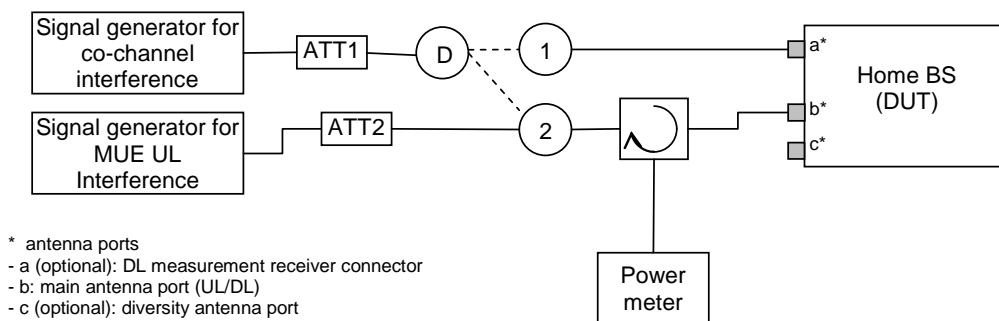 Signal generator for
co-channel
interference
ATT1
D
1
a*
Home BS
(DUT)
Signal generator for
MUE UL
Interference
ATT2
2
b*
c*
Power
meter
* antenna ports
- a (optional): DL measurement receiver connector
- b: main antenna port (UL/DL)
- c (optional): diversity antenna port